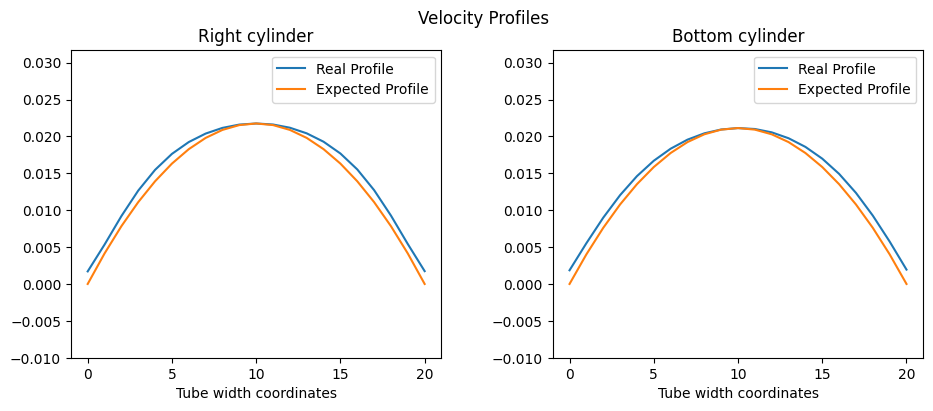 Velocity Profiles
Right cylinder
Real Profile
Expected Profile
0.030
0.025
0.020
0.015
0.010
0.005
0.000
−0.005
−0.010
0 5 10 15 20
Tube width coordinates
Bottom cylinder
Real Profile
Expected Profile
0.030
0.025
0.020
0.015
0.010
0.005
0.000
−0.005
−0.010
0 5 10 15 20
Tube width coordinates